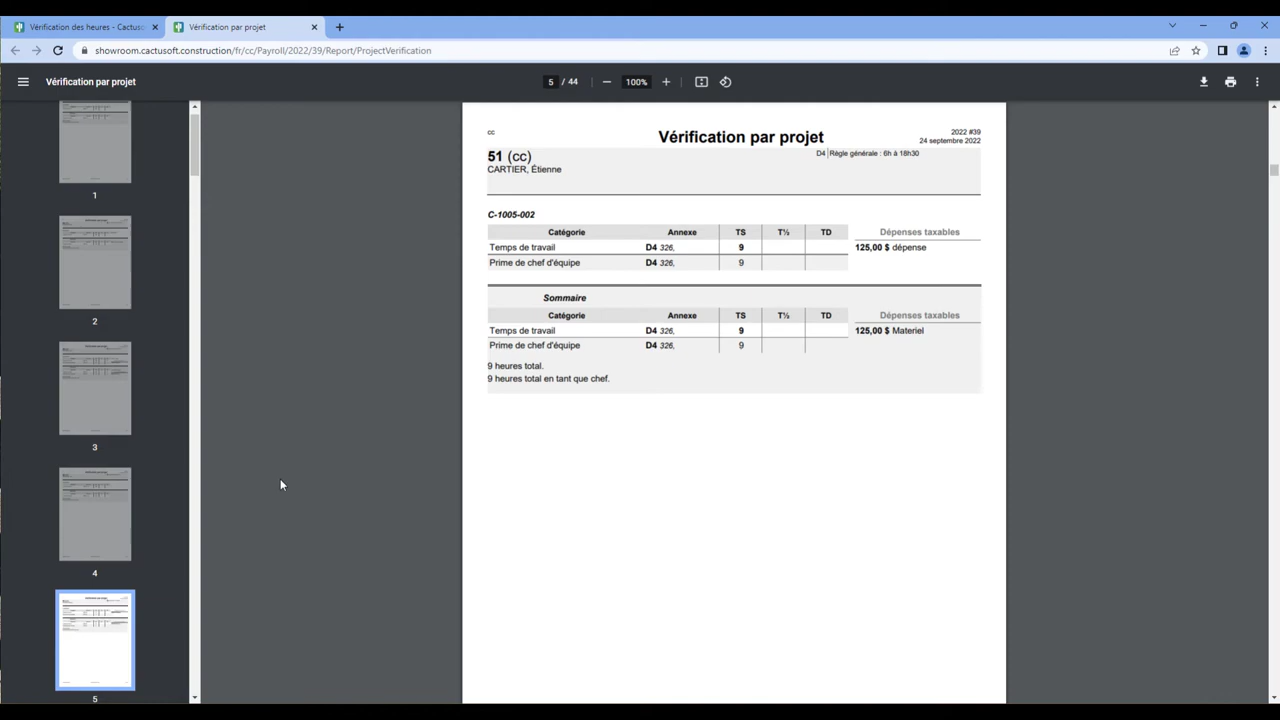 Vérification des heures - Cactuso
Vérification par projet
showroom.cactusoft.construction/fr/cc/Payroll/2022/39/Report/ProjectVerification
Vérification par projet
5 / 44
100%
1
2
3
4
5
cc
Vérification par projet
2022 #39
24 septembre 2022
51 (cc)
D4 Règle générale : 6h à 18h30
CARTIER, Étienne
C-1005-002
Catégorie Annexe TS T½ TD Dépenses taxables
Temps de travail D4 326, 9 125,00 $ dépense
Prime de chef d'équipe D4 326, 9
Sommaire
Catégorie Annexe TS T½ TD Dépenses taxables
Temps de travail D4 326, 9 125,00 $ Materiel
Prime de chef d'équipe D4 326, 9
9 heures total.
9 heures total en tant que chef.